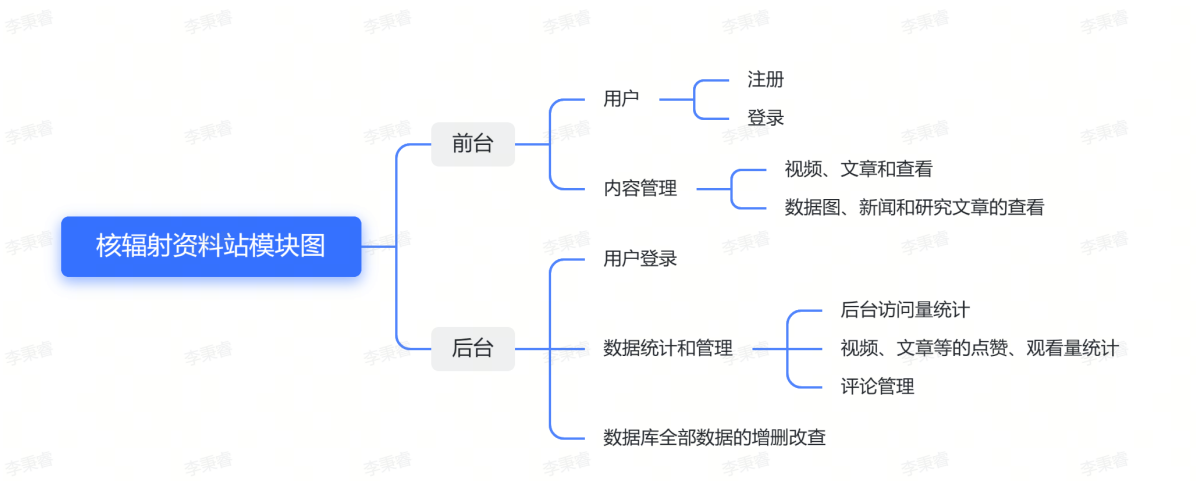 核辐射资料站模块图
前台
用户
注册
登录
内容管理
视频、文章和查看
数据图、新闻和研究文章的查看
后台
用户登录
数据统计和管理
后台访问量统计
视频、文章等的点赞、观看量统计
评论管理
数据库全部数据的增删改查
李秉睿